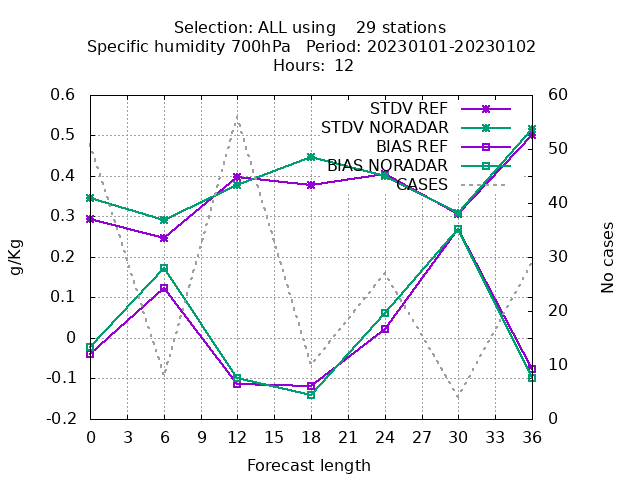 Selection: ALL using    29 stations
Specific humidity 700hPa   Period: 20230101-20230102
Hours:  12
STDV REF
STDV NORADAR
BIAS REF
BIAS NORADAR
CASES
0.6
0.5
0.4
0.3
0.2
0.1
0
-0.1
-0.2
g/Kg
60
50
40
30
20
10
0
No cases
0 3 6 9 12 15 18 21 24 27 30 33 36
Forecast length